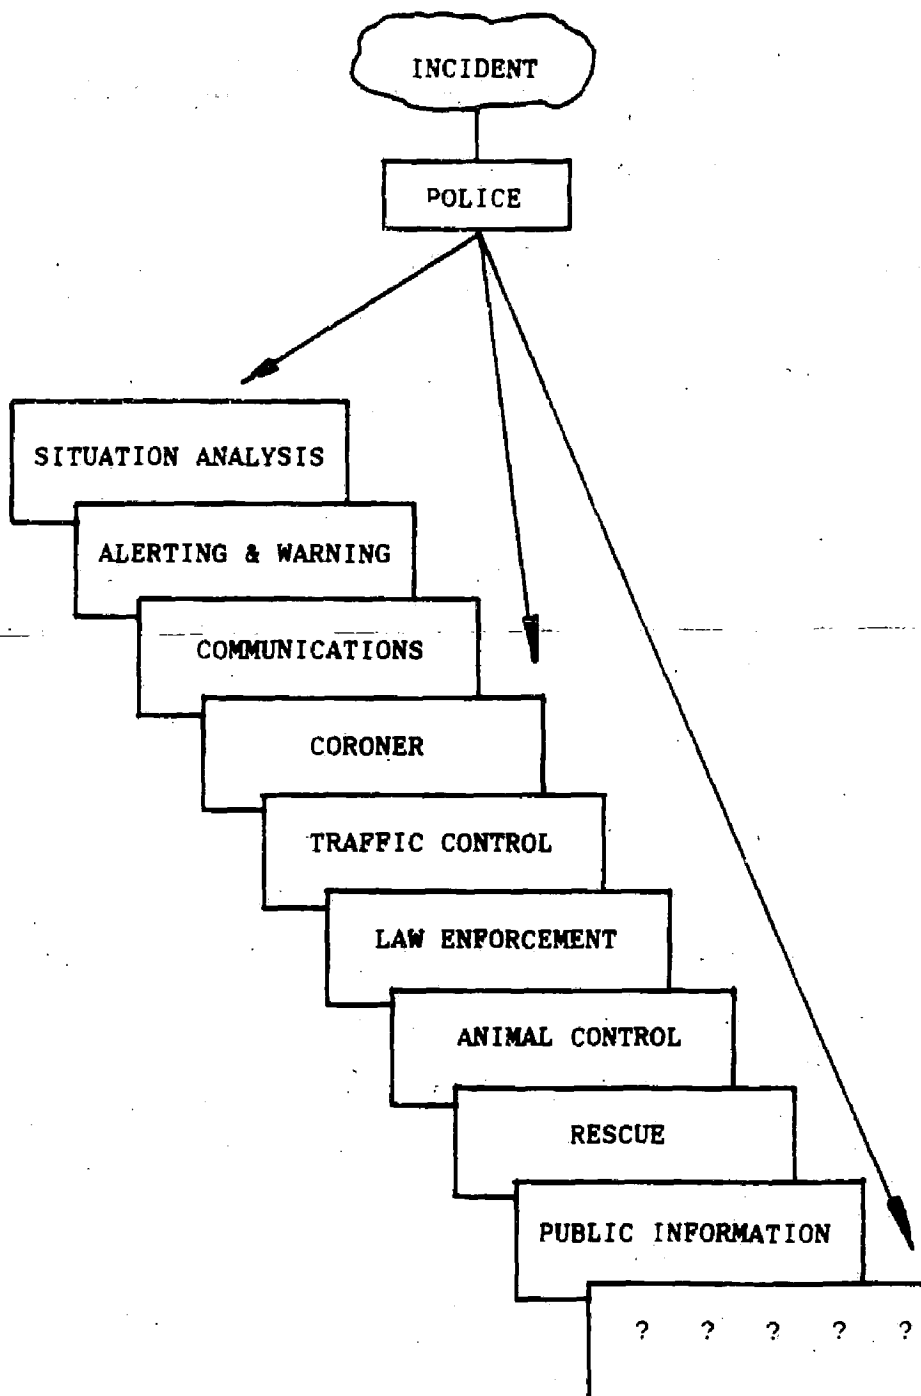 INCIDENT
POLICE
SITUATION ANALYSIS
ALERTING & WARNING
COMMUNICATIONS
CORONER
TRAFFIC CONTROL
LAW ENFORCEMENT
ANIMAL CONTROL
RESCUE
PUBLIC INFORMATION
? ? ? ? ?